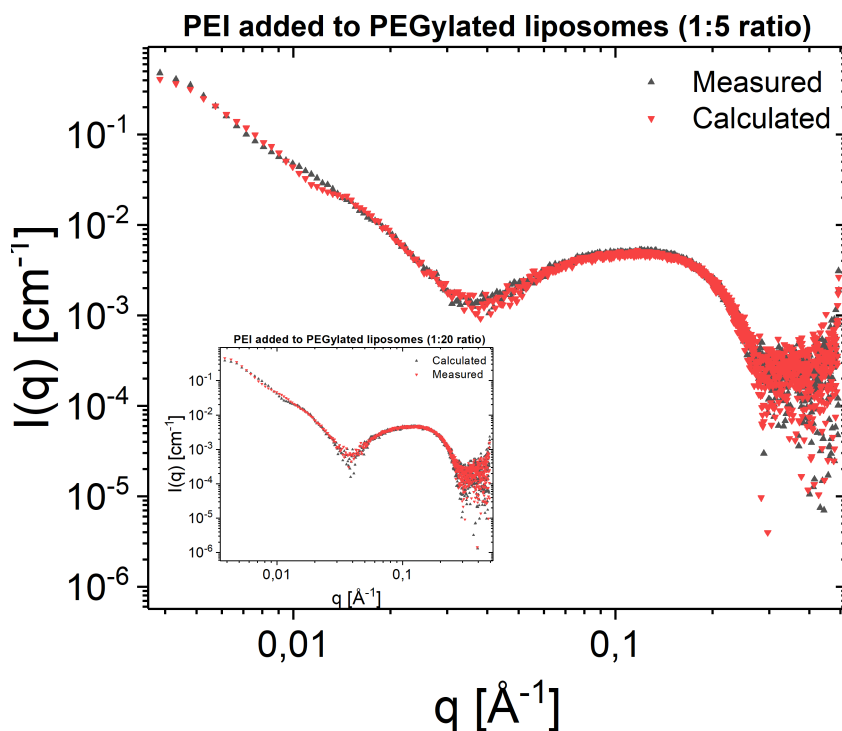 PEI added to PEGylated liposomes (1:5 ratio)
Measured
Calculated
I(q) [cm⁻¹]
10⁻¹
10⁻²
10⁻³
10⁻⁴
10⁻⁵
10⁻⁶
0,01
0,1
q [Å⁻¹]
PEI added to PEGylated liposomes (1:20 ratio)
Calculated
Measured
I(q) [cm⁻¹]
10⁻¹
10⁻²
10⁻³
10⁻⁴
10⁻⁵
10⁻⁶
0,01
0,1
q [Å⁻¹]